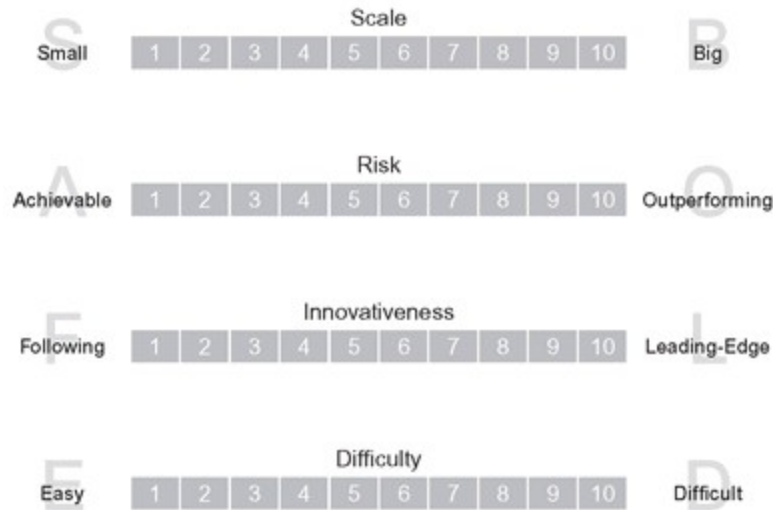 Scale
S Small 1 2 3 4 5 6 7 8 9 10 B Big
Risk
A Achievable 1 2 3 4 5 6 7 8 9 10 O Outperforming
Innovativeness
F Following 1 2 3 4 5 6 7 8 9 10 L Leading-Edge
Difficulty
E Easy 1 2 3 4 5 6 7 8 9 10 D Difficult